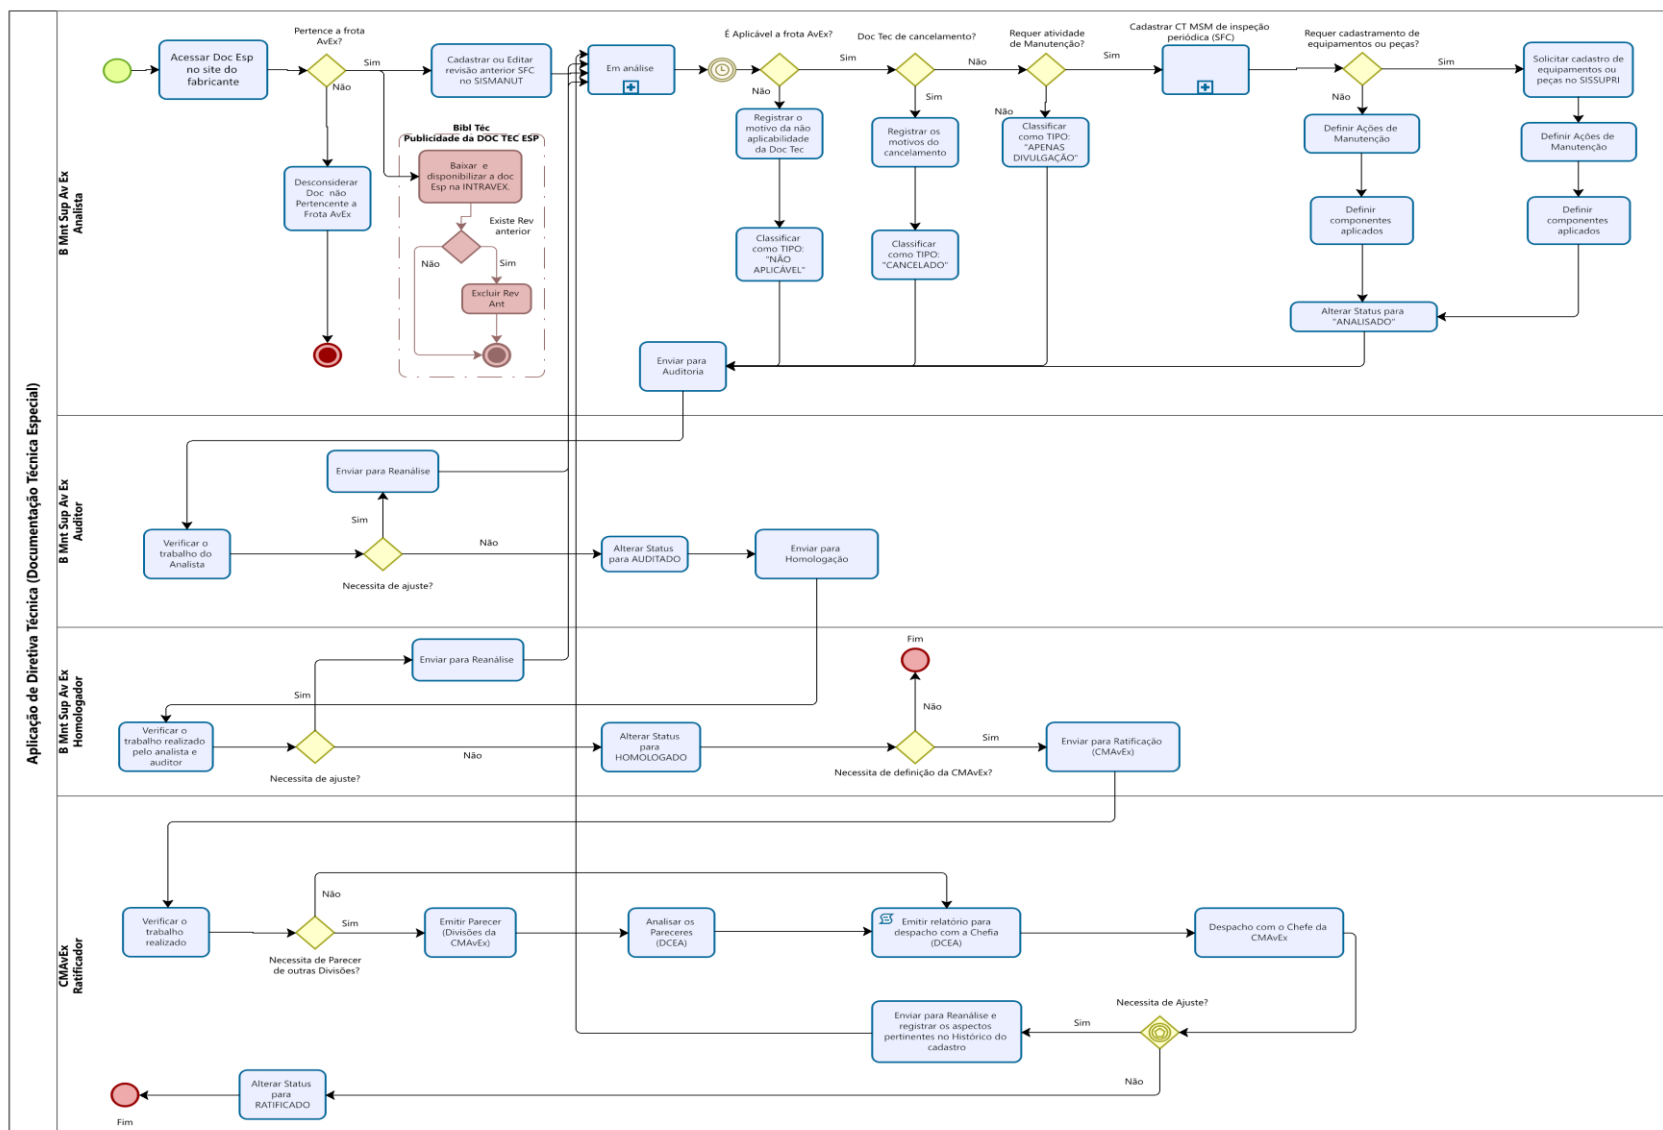 Aplicação de Diretiva Técnica (Documentação Técnica Especial)
B Mnt Sup Av Ex
Analista
Acessar Doc Esp
no site do
fabricante
Pertence a frota
AvEx?
Sim
Não
Desconsiderar
Doc não
Pertencente a
Frota AvEx
Cadastrar ou Editar
revisão anterior SFC
no SISMANUT
Bibl Téc
Publicidade da DOC TEC ESP
Baixar e
disponibilizar a doc
Esp na INTRAVEX.
Existe Rev
anterior
Não
Sim
Excluir Rev
Ant
Em análise
É Aplicável a frota AvEx?
Sim
Não
Registrar o
motivo da não
aplicabilidade
da Doc Tec
Classificar
como TIPO:
"NÃO
APLICÁVEL"
Doc Tec de cancelamento?
Não
Sim
Registrar os
motivos do
cancelamento
Classificar
como TIPO:
"CANCELADO"
Requer atividade
de Manutenção?
Sim
Não
Classificar
como TIPO:
"APENAS
DIVULGAÇÃO"
Cadastrar CT MSM de inspeção
periódica (SFC)
Requer cadastramento de
equipamentos ou peças?
Sim
Não
Definir Ações de
Manutenção
Definir
componentes
aplicados
Solicitar cadastro de
equipamentos ou
peças no SISSUPRI
Definir Ações de
Manutenção
Definir
componentes
aplicados
Alterar Status para
"ANALISADO"
Enviar para
Auditoria
B Mnt Sup Av Ex
Auditor
Verificar o
trabalho do
Analista
Enviar para Reanálise
Sim
Não
Necessita de ajuste?
Alterar Status
para AUDITADO
Enviar para
Homologação
B Mnt Sup Av Ex
Homologador
Verificar o
trabalho realizado
pelo analista e
auditor
Enviar para Reanálise
Sim
Não
Necessita de ajuste?
Alterar Status
para
HOMOLOGADO
Fim
Não
Sim
Necessita de definição da CMAvEx?
Enviar para Ratificação
(CMAvEx)
CMAvEx
Ratificador
Verificar o
trabalho
realizado
Não
Sim
Necessita de Parecer
de outras Divisões?
Emitir Parecer
(Divisões da
CMAvEx)
Analisar os
Pareceres
(DCEA)
Emitir relatório para
despacho com a Chefia
(DCEA)
Despacho com o Chefe da
CMAvEx
Necessita de Ajuste?
Sim
Não
Enviar para Reanálise e
registrar os aspectos
pertinentes no Histórico do
cadastro
Alterar Status
para
RATIFICADO
Fim